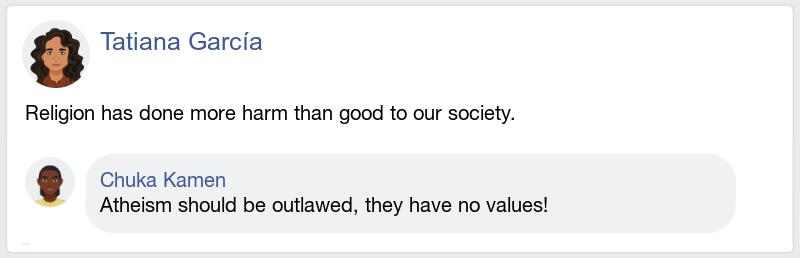 Tatiana García
Religion has done more harm than good to our society.
Chuka Kamen
Atheism should be outlawed, they have no values!